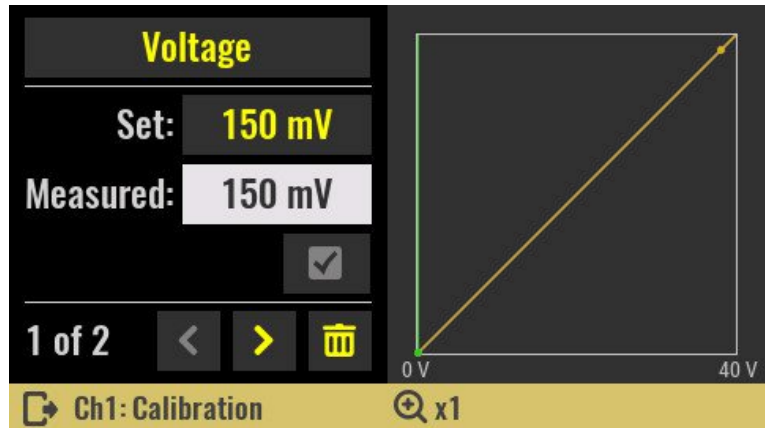 Voltage
Set: 150 mV
Measured: 150 mV
1 of 2
0 V 40 V
Ch1: Calibration x1